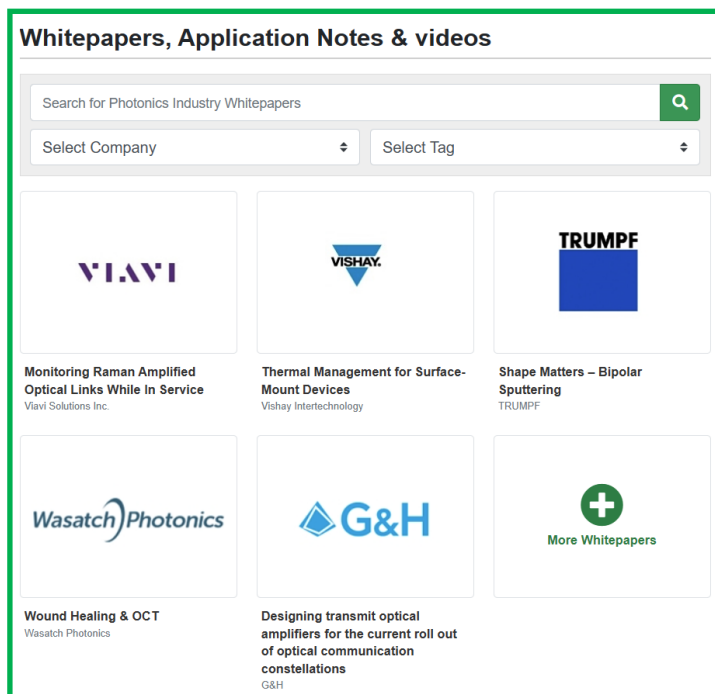 Whitepapers, Application Notes & videos
Search for Photonics Industry Whitepapers
Select Company
Select Tag
VIAVI
VISHAY.
TRUMPF
Monitoring Raman Amplified
Optical Links While In Service
Viavi Solutions Inc.
Thermal Management for Surface-
Mount Devices
Vishay Intertechnology
Shape Matters – Bipolar
Sputtering
TRUMPF
Wasatch Photonics
G&H
More Whitepapers
Wound Healing & OCT
Wasatch Photonics
Designing transmit optical
amplifiers for the current roll out
of optical communication
constellations
G&H